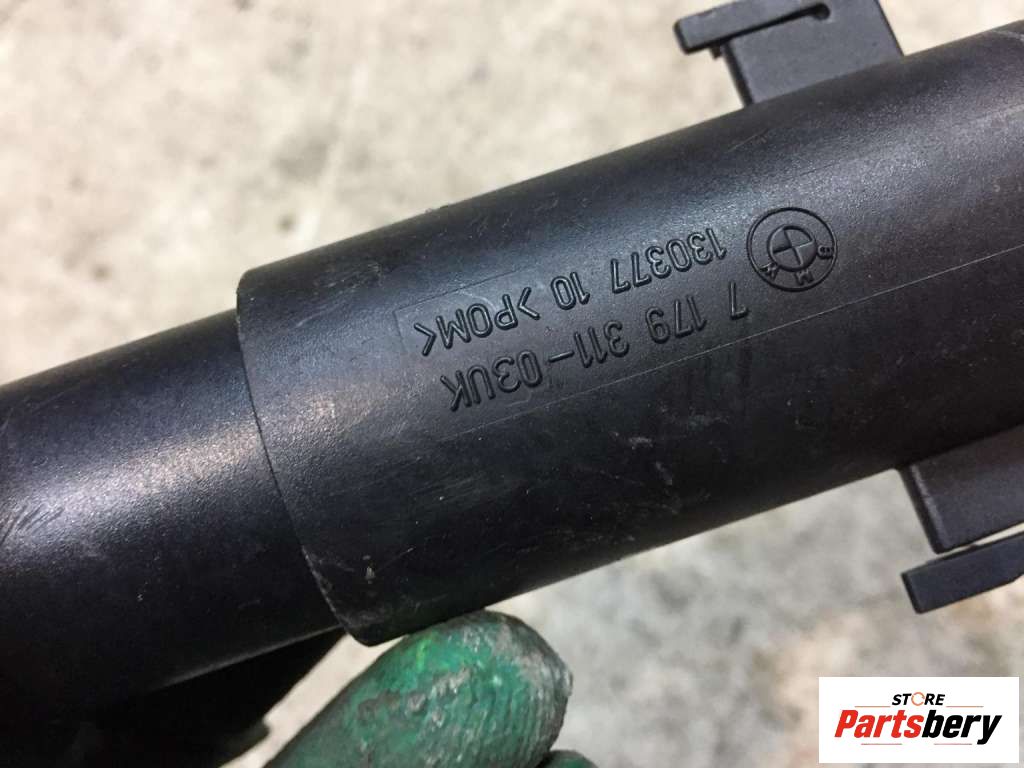 BMW
130377 10 >POM<
7 179 311-03UK
STORE
Partsbery